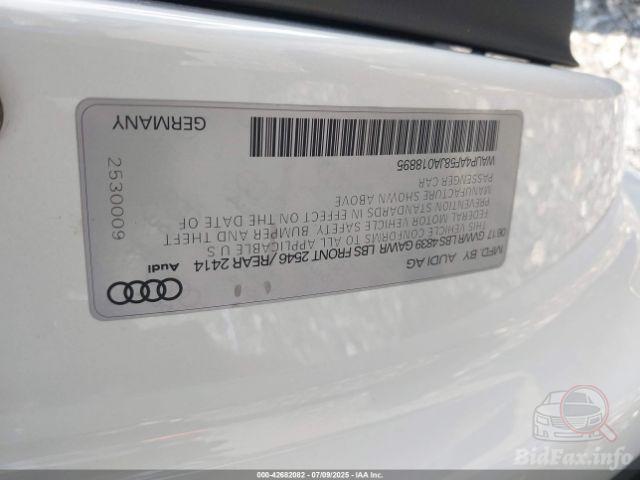 MFD. BY AUDI AG
08 17 GVWR LBS 4839 GAWR LBS FRONT 2546/REAR 2414
THIS VEHICLE CONFORMS TO ALL APPLICABLE U S
FEDERAL MOTOR VEHICLE SAFETY, BUMPER AND THEFT
PREVENTION STANDARDS IN EFFECT ON THE DATE OF
MANUFACTURE SHOWN ABOVE
PASSENGER CAR
WAUP4AF58JA018895
Audi
2530009
GERMANY
000-42682082 / 07/09/2025 - IAA Inc.
BidFax.info